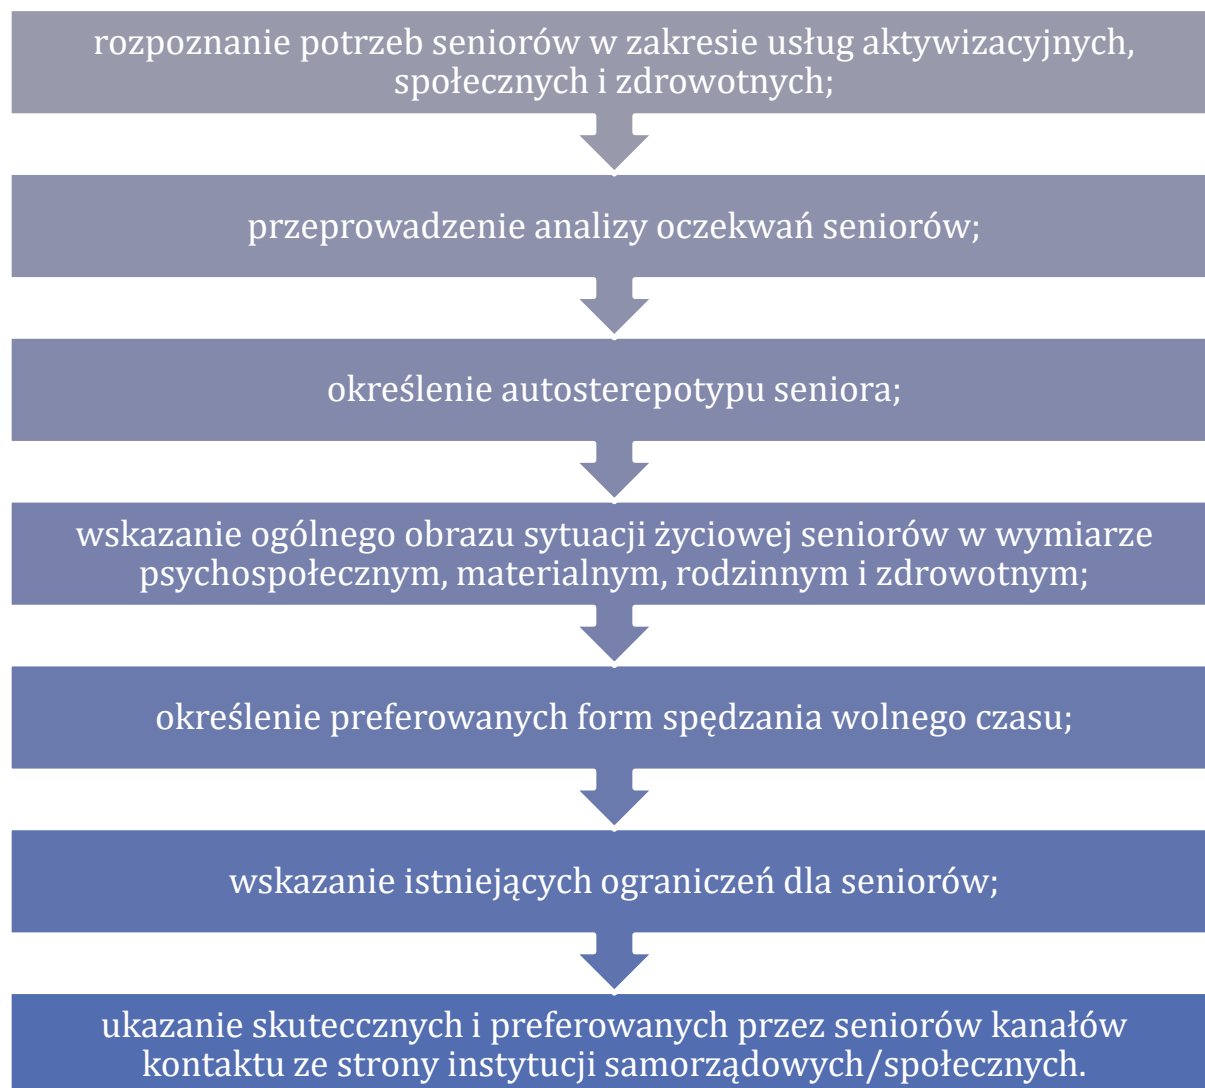 rozpoznanie potrzeb seniorów w zakresie usług aktywizacyjnych,
społecznych i zdrowotnych;
przeprowadzenie analizy oczekwań seniorów;
określenie autosterepotypu seniora;
wskazanie ogólnego obrazu sytuacji życiowej seniorów w wymiarze
psychospołecznym, materialnym, rodzinnym i zdrowotnym;
określenie preferowanych form spędzania wolnego czasu;
wskazanie istniejących ograniczeń dla seniorów;
ukazanie skuteccznych i preferowanych przez seniorów kanałów
kontaktu ze strony instytucji samorządowych/społecznych.